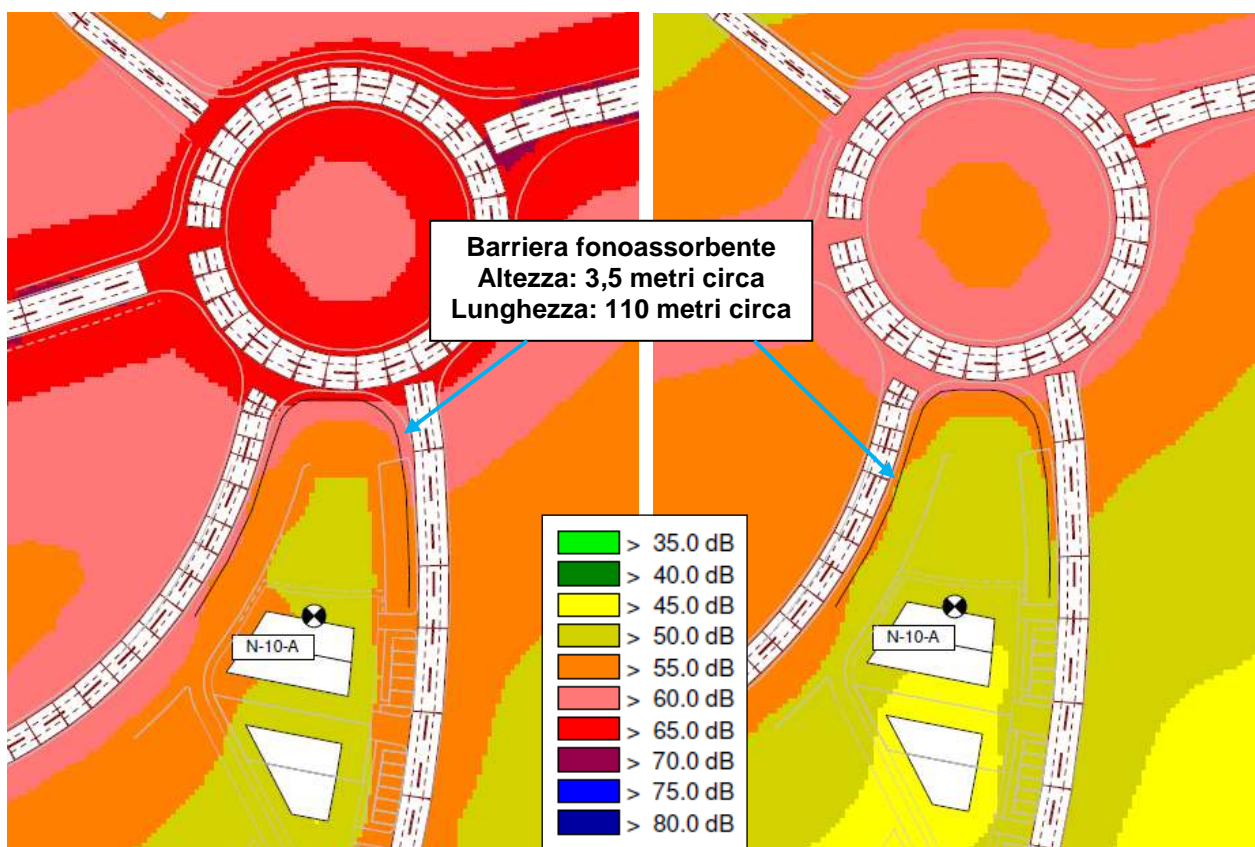 Barriera fonoassorbente
Altezza: 3,5 metri circa
Lunghezza: 110 metri circa
> 35.0 dB
> 40.0 dB
> 45.0 dB
> 50.0 dB
> 55.0 dB
> 60.0 dB
> 65.0 dB
> 70.0 dB
> 75.0 dB
> 80.0 dB
N-10-A
N-10-A